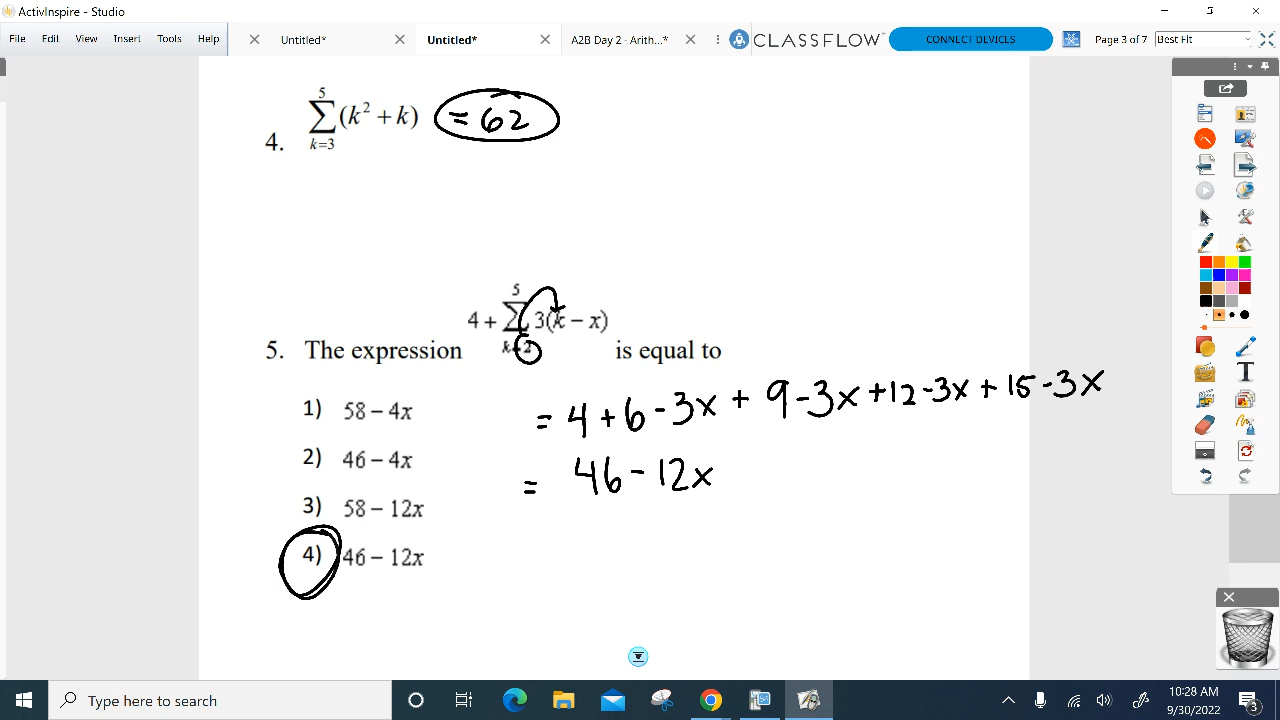 ActivInspire - Studio
File Edit View Insert Tools Help
Untitled* Untitled* A2B Day 2 - Arith...* CLASSFLOW CONNECT DEVICES Page 3 of 7 Best Fit
4. 5 ∑ k=3 (k² + k) = 62
4 + 5 ∑ k=2 3(k − x)
5. The expression is equal to
1) 58 − 4x
= 4 + 6 - 3x + 9 - 3x + 12 - 3x + 15 - 3x
2) 46 − 4x
= 46 - 12x
3) 58 − 12x
4) 46 − 12x
Type here to search
10:28 AM
9/30/2022
3